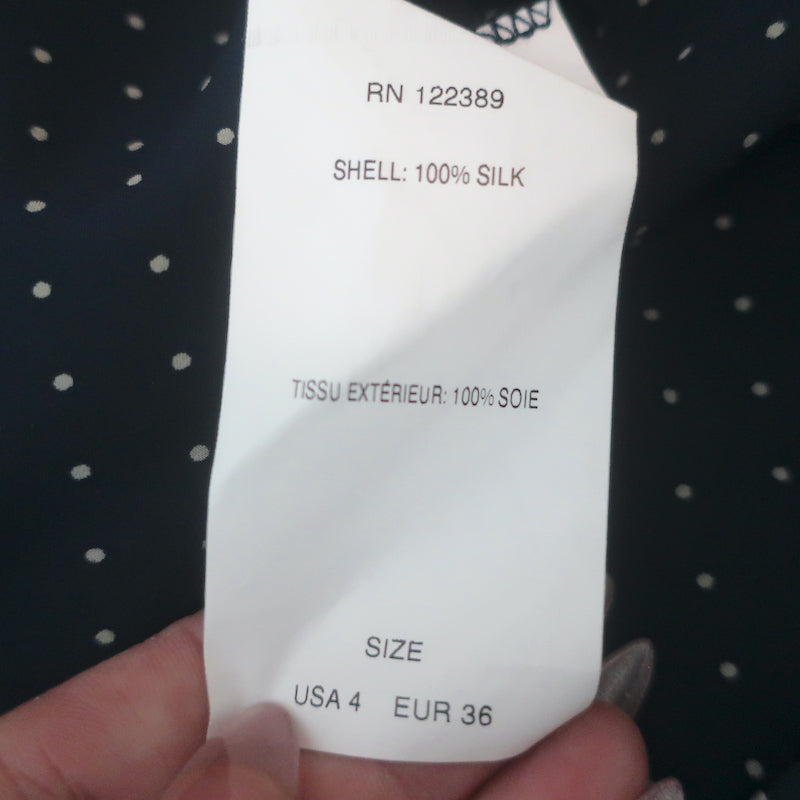 RN 122389
SHELL: 100% SILK
TISSU EXTÉRIEUR: 100% SOIE
SIZE
USA 4 EUR 36